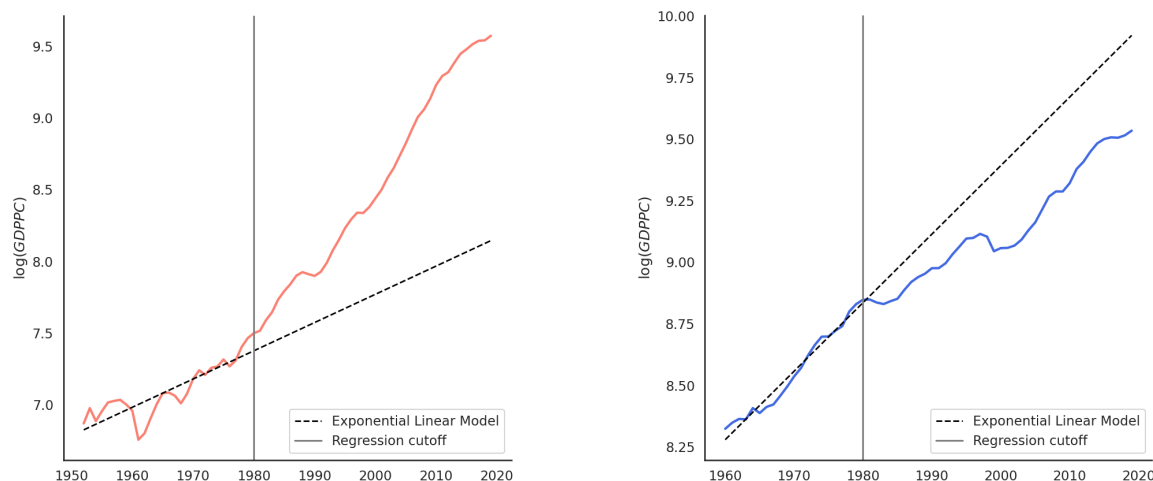 9.5
9.0
8.5
8.0
7.5
7.0
log(GDPPC)
1950 1960 1970 1980 1990 2000 2010 2020
Exponential Linear Model
Regression cutoff
10.00
9.75
9.50
9.25
9.00
8.75
8.50
8.25
log(GDPPC)
1960 1970 1980 1990 2000 2010 2020
Exponential Linear Model
Regression cutoff